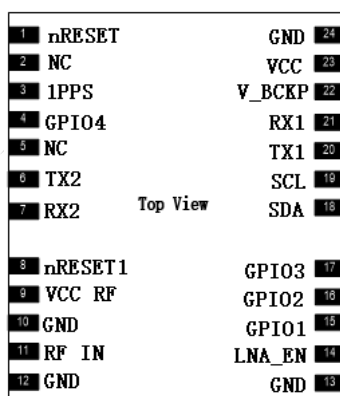 1 nRESET GND 24
2 NC VCC 23
3 1PPS V_BCKP 22
4 GPIO4 RX1 21
5 NC TX1 20
6 TX2 SCL 19
7 RX2 Top View SDA 18
8 nRESET1 GPIO3 17
9 VCC RF GPIO2 16
10 GND GPIO1 15
11 RF IN LNA_EN 14
12 GND GND 13